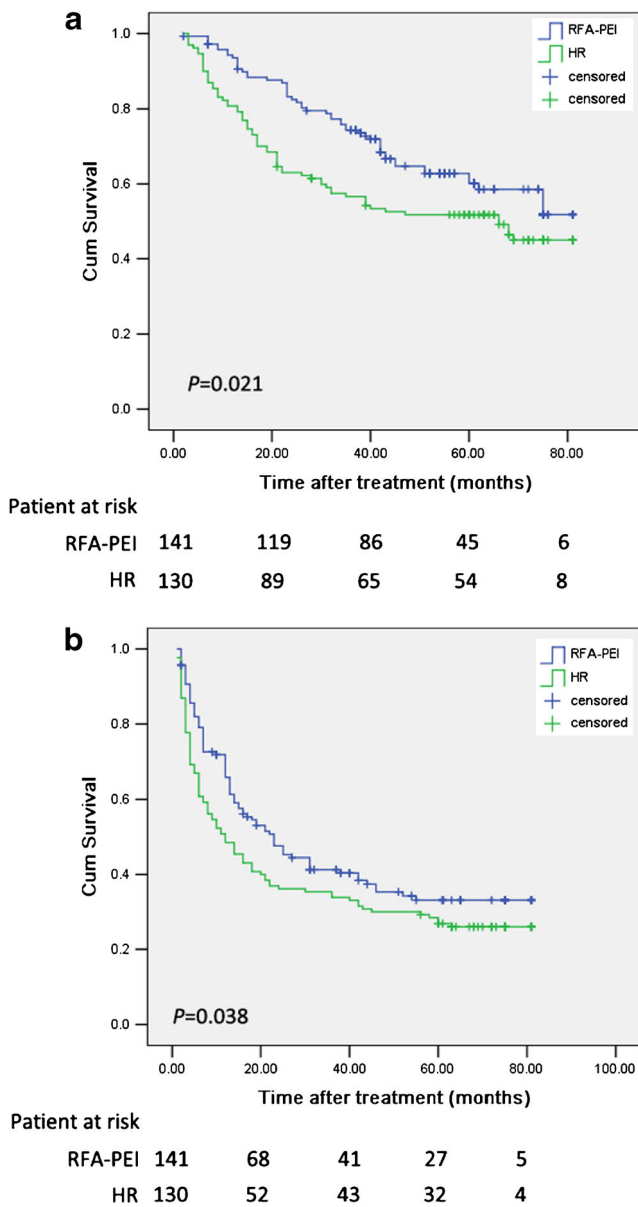 a
RFA-PEI
HR
censored
censored
1.0
0.8
0.6
0.4
0.2
0.0
Cum Survival
P=0.021
0.00 20.00 40.00 60.00 80.00
Time after treatment (months)
Patient at risk
RFA-PEI 141 119 86 45 6
HR 130 89 65 54 8
b
RFA-PEI
HR
censored
censored
1.0
0.8
0.6
0.4
0.2
0.0
Cum Survival
P=0.038
0.00 20.00 40.00 60.00 80.00 100.00
Time after treatment (months)
Patient at risk
RFA-PEI 141 68 41 27 5
HR 130 52 43 32 4